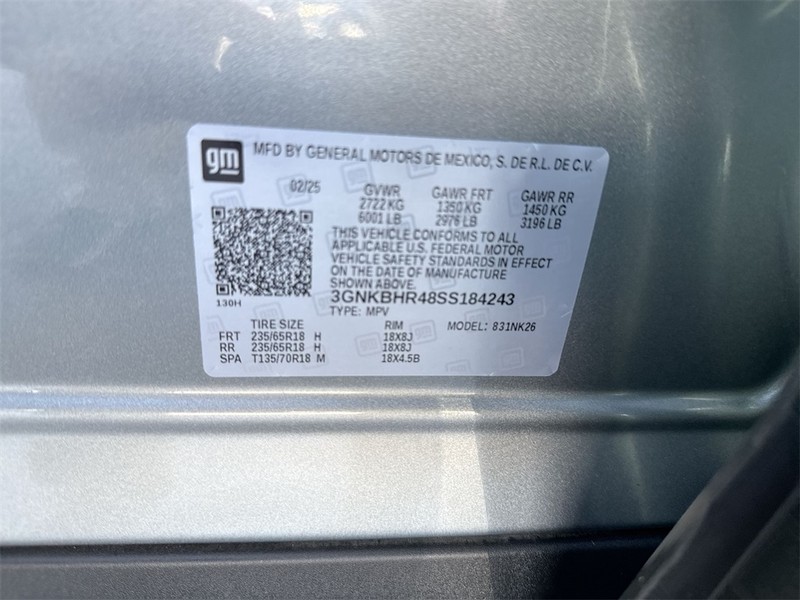 gm MFD BY GENERAL MOTORS DE MEXICO, S. DE R.L. DE C.V.
02/25 GVWR GAWR FRT GAWR RR
2722 KG 1350 KG 1450 KG
6001 LB 2976 LB 3196 LB
THIS VEHICLE CONFORMS TO ALL
APPLICABLE U.S. FEDERAL MOTOR
VEHICLE SAFETY STANDARDS IN EFFECT
ON THE DATE OF MANUFACTURE
SHOWN ABOVE.
130H
3GNKBHR48SS184243
TYPE: MPV
TIRE SIZE RIM MODEL: 831NK26
FRT 235/65R18 H 18X8J
RR 235/65R18 H 18X8J
SPA T135/70R18 M 18X4.5B